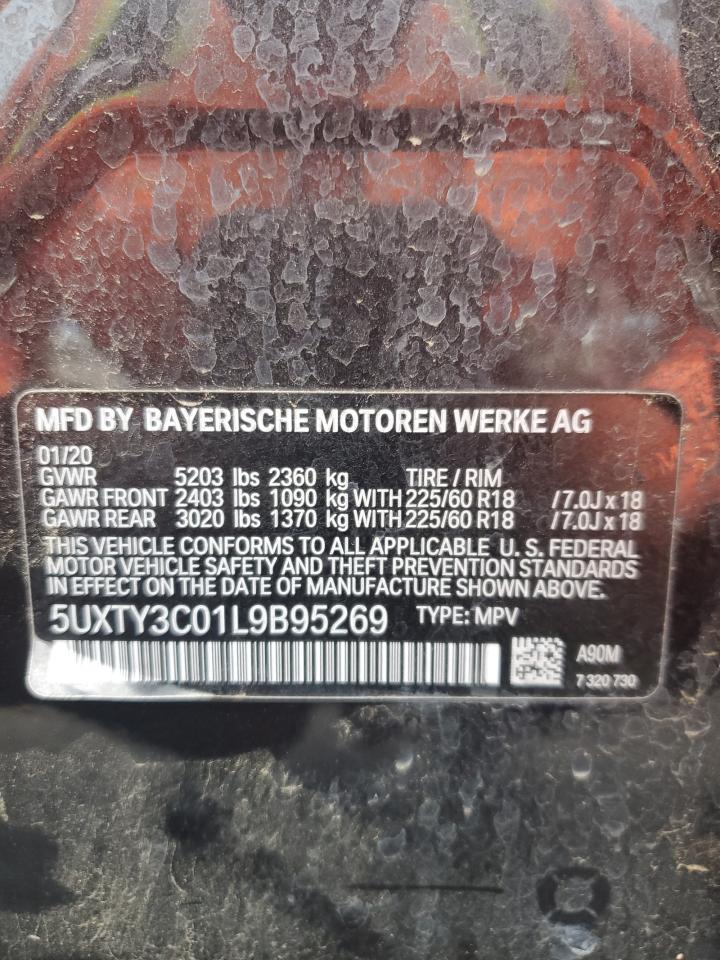 MFD BY BAYERISCHE MOTOREN WERKE AG
01/20
GVWR 5203 lbs 2360 kg TIRE / RIM
GAWR FRONT 2403 lbs 1090 kg WITH 225/60 R18 / 7.0J x 18
GAWR REAR 3020 lbs 1370 kg WITH 225/60 R18 / 7.0J x 18
THIS VEHICLE CONFORMS TO ALL APPLICABLE U. S. FEDERAL
MOTOR VEHICLE SAFETY AND THEFT PREVENTION STANDARDS
IN EFFECT ON THE DATE OF MANUFACTURE SHOWN ABOVE.
5UXTY3C01L9B95269 TYPE: MPV
A90M
7 320 730